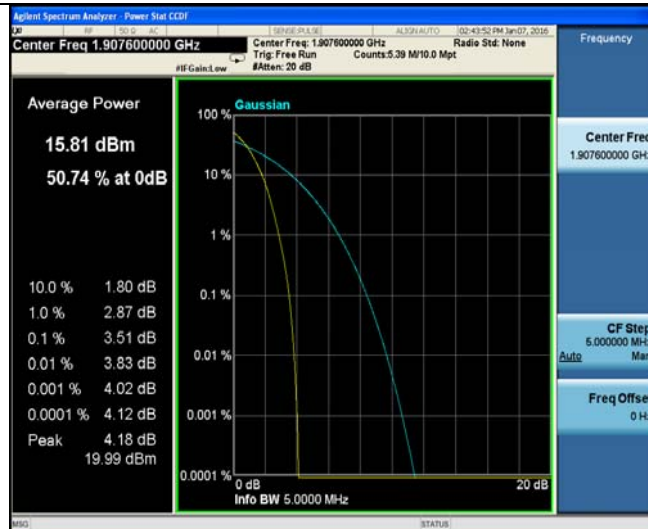 Agilent Spectrum Analyzer - Power Stat CCDF
RF 50 Ω AC SENSE:PULSE ALIGN AUTO 02:43:52 PM Jan 07, 2016
Center Freq 1.907600000 GHz
Center Freq: 1.907600000 GHz Radio Std: None
Trig: Free Run Counts:5.39 M/10.0 Mpt
#IFGain:Low #Atten: 20 dB
Frequency
Average Power
15.81 dBm
50.74 % at 0dB
10.0 % 1.80 dB
1.0 % 2.87 dB
0.1 % 3.51 dB
0.01 % 3.83 dB
0.001 % 4.02 dB
0.0001 % 4.12 dB
Peak 4.18 dB
19.99 dBm
Gaussian
100 %
10 %
1 %
0.1 %
0.01 %
0.001 %
0.0001 %
0 dB 20 dB
Info BW 5.0000 MHz
Center Freq
1.907600000 GHz
CF Step
5.000000 MHz
Auto Man
Freq Offse
0 Hz
MSG STATUS